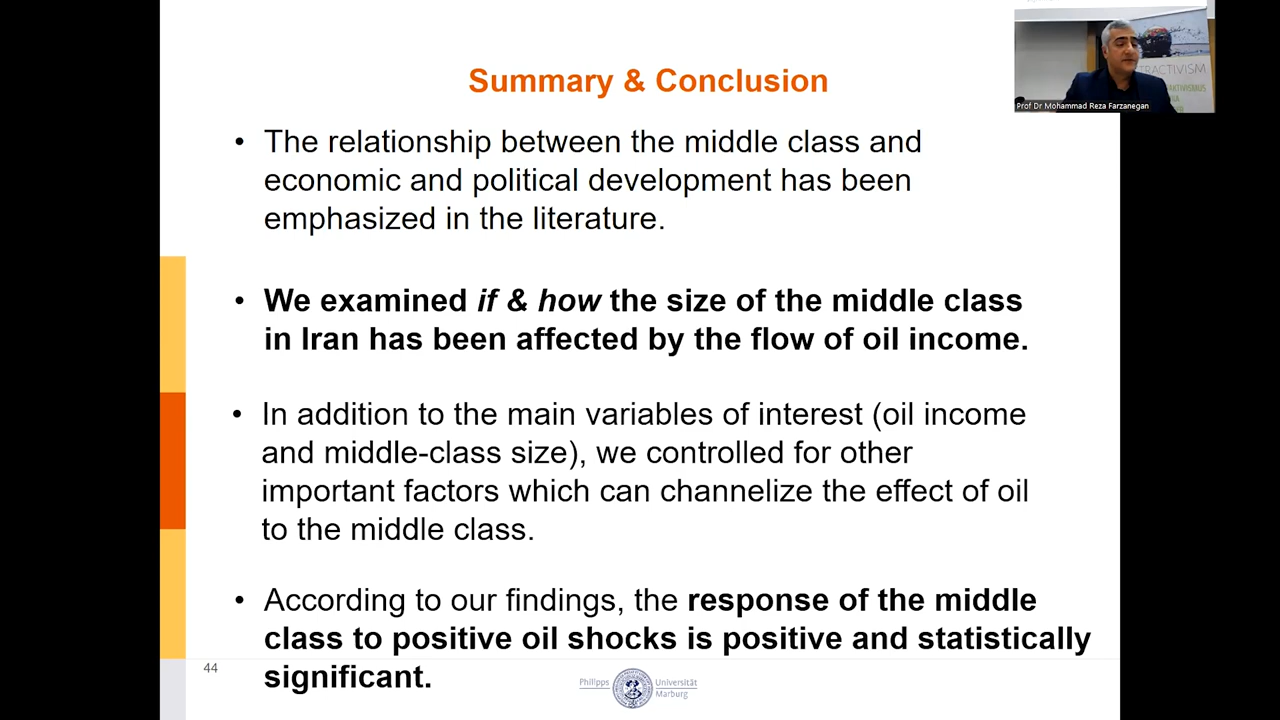 Summary & Conclusion
TRACTIVISM
Prof Dr Mohammad Reza Farzanegan
• The relationship between the middle class and
economic and political development has been
emphasized in the literature.
• We examined if & how the size of the middle class
in Iran has been affected by the flow of oil income.
• In addition to the main variables of interest (oil income
and middle-class size), we controlled for other
important factors which can channelize the effect of oil
to the middle class.
• According to our findings, the response of the middle
class to positive oil shocks is positive and statistically
significant.
44
Philipps Universität
Marburg